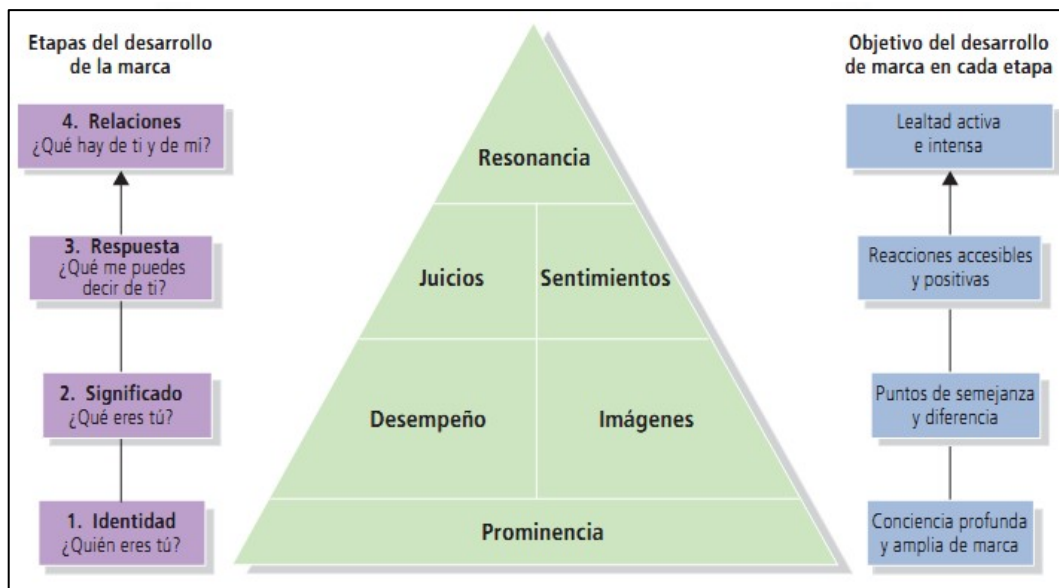 Etapas del desarrollo
de la marca
4. Relaciones
¿Qué hay de ti y de mí?
3. Respuesta
¿Qué me puedes
decir de ti?
2. Significado
¿Qué eres tú?
1. Identidad
¿Quién eres tú?
Resonancia
Juicios
Sentimientos
Desempeño
Imágenes
Prominencia
Objetivo del desarrollo
de marca en cada etapa
Lealtad activa
e intensa
Reacciones accesibles
y positivas
Puntos de semejanza
y diferencia
Conciencia profunda
y amplia de marca